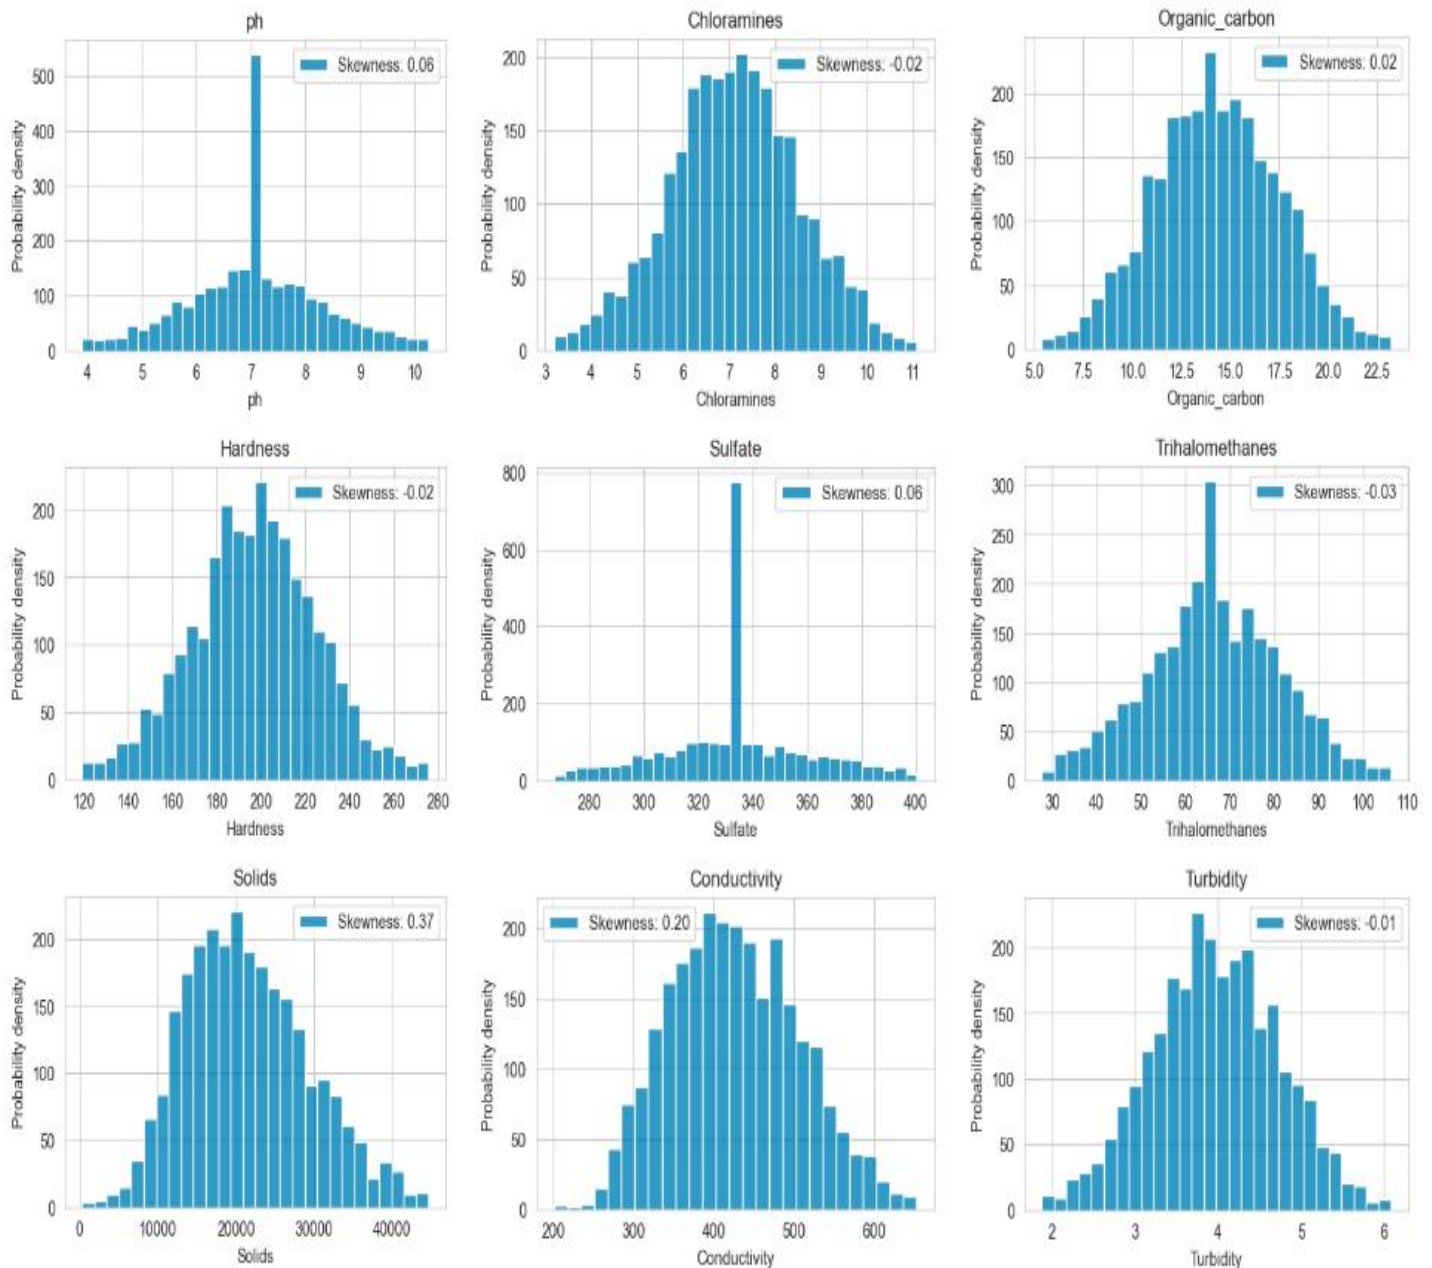 ph
Skewness: 0.06
Probability density
500
400
300
200
100
0
4 5 6 7 8 9 10
ph
Chloramines
Skewness: -0.02
Probability density
200
150
100
50
0
3 4 5 6 7 8 9 10 11
Chloramines
Organic_carbon
Skewness: 0.02
Probability density
200
150
100
50
0
5.0 7.5 10.0 12.5 15.0 17.5 20.0 22.5
Organic_carbon
Hardness
Skewness: -0.02
Probability density
200
150
100
50
0
120 140 160 180 200 220 240 260 280
Hardness
Sulfate
Skewness: 0.06
Probability density
800
600
400
200
0
280 300 320 340 360 380 400
Sulfate
Trihalomethanes
Skewness: -0.03
Probability density
300
250
200
150
100
50
0
30 40 50 60 70 80 90 100 110
Trihalomethanes
Solids
Skewness: 0.37
Probability density
200
150
100
50
0
0 10000 20000 30000 40000
Solids
Conductivity
Skewness: 0.20
Probability density
200
150
100
50
0
200 300 400 500 600
Conductivity
Turbidity
Skewness: -0.01
Probability density
200
150
100
50
0
2 3 4 5 6
Turbidity